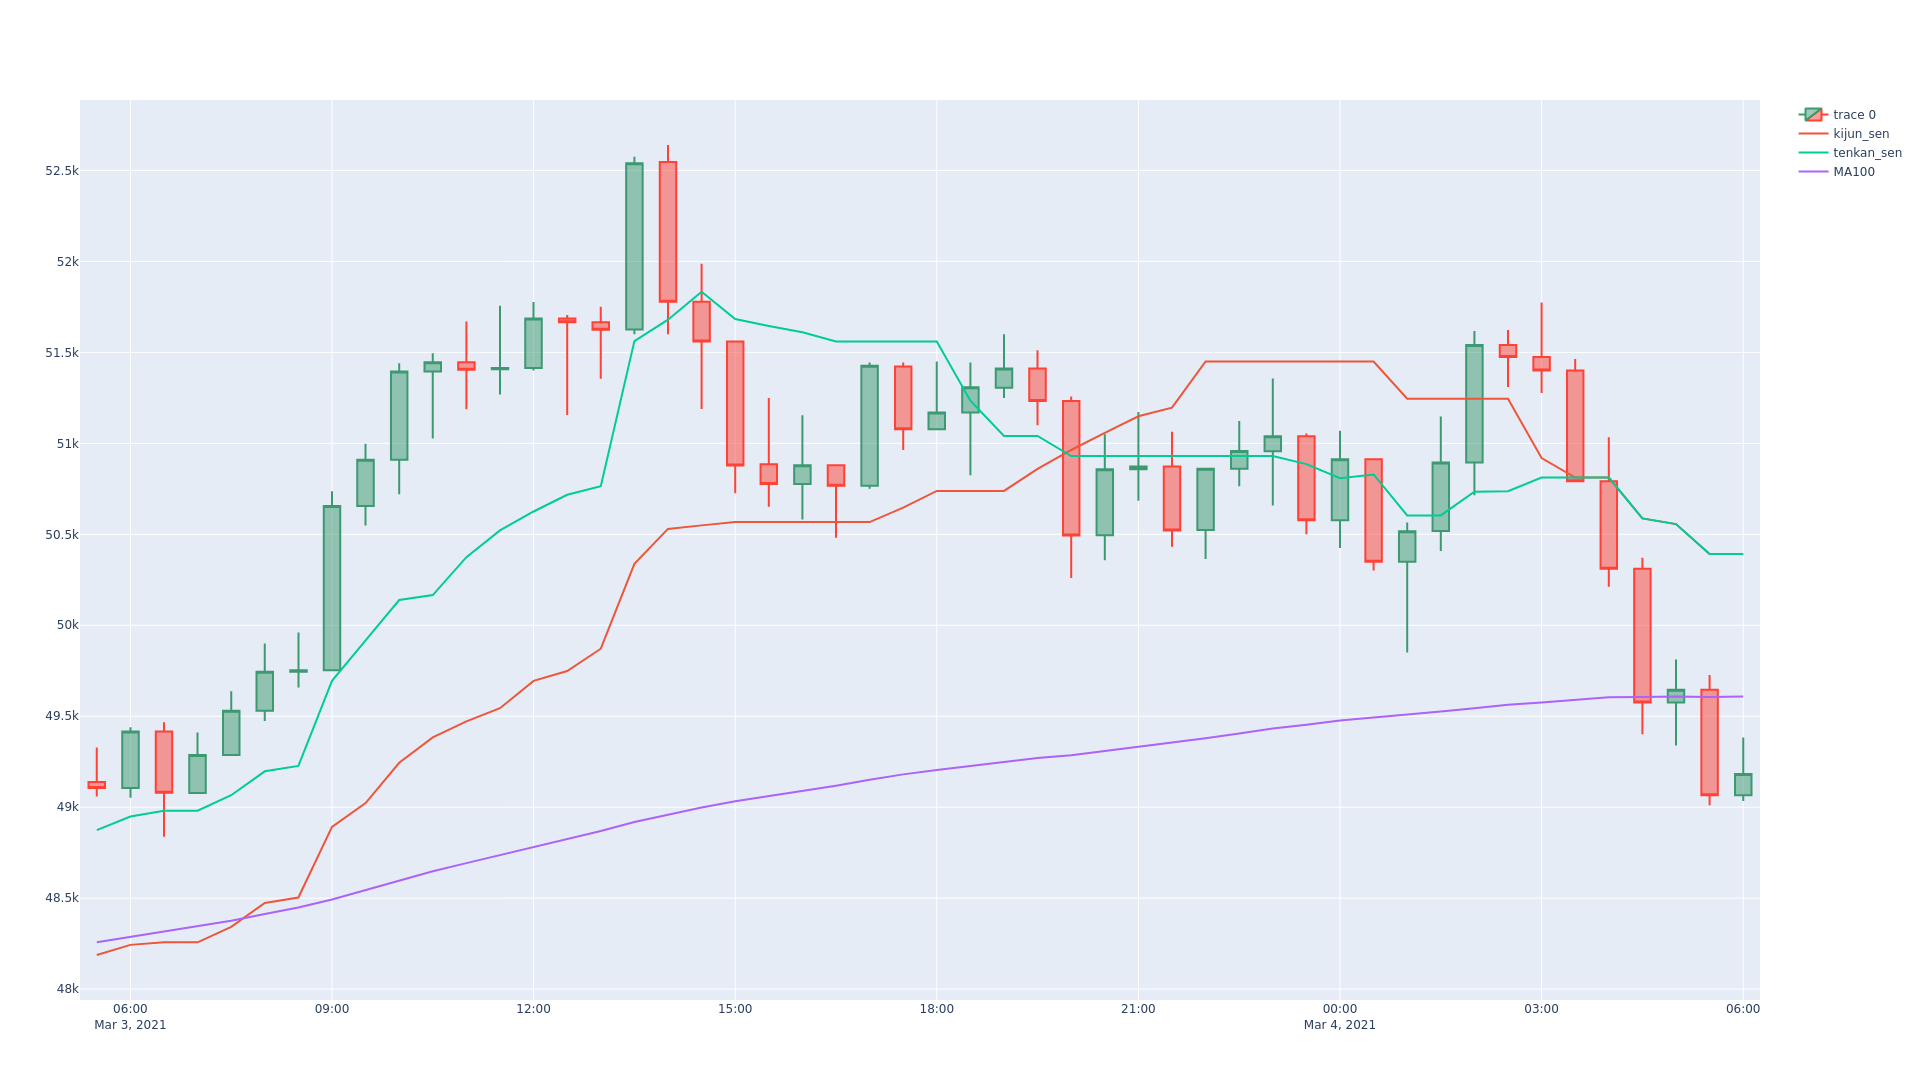 trace 0
kijun_sen
tenkan_sen
MA100
52.5k
52k
51.5k
51k
50.5k
50k
49.5k
49k
48.5k
48k
06:00 09:00 12:00 15:00 18:00 21:00 00:00 03:00 06:00
Mar 3, 2021 Mar 4, 2021